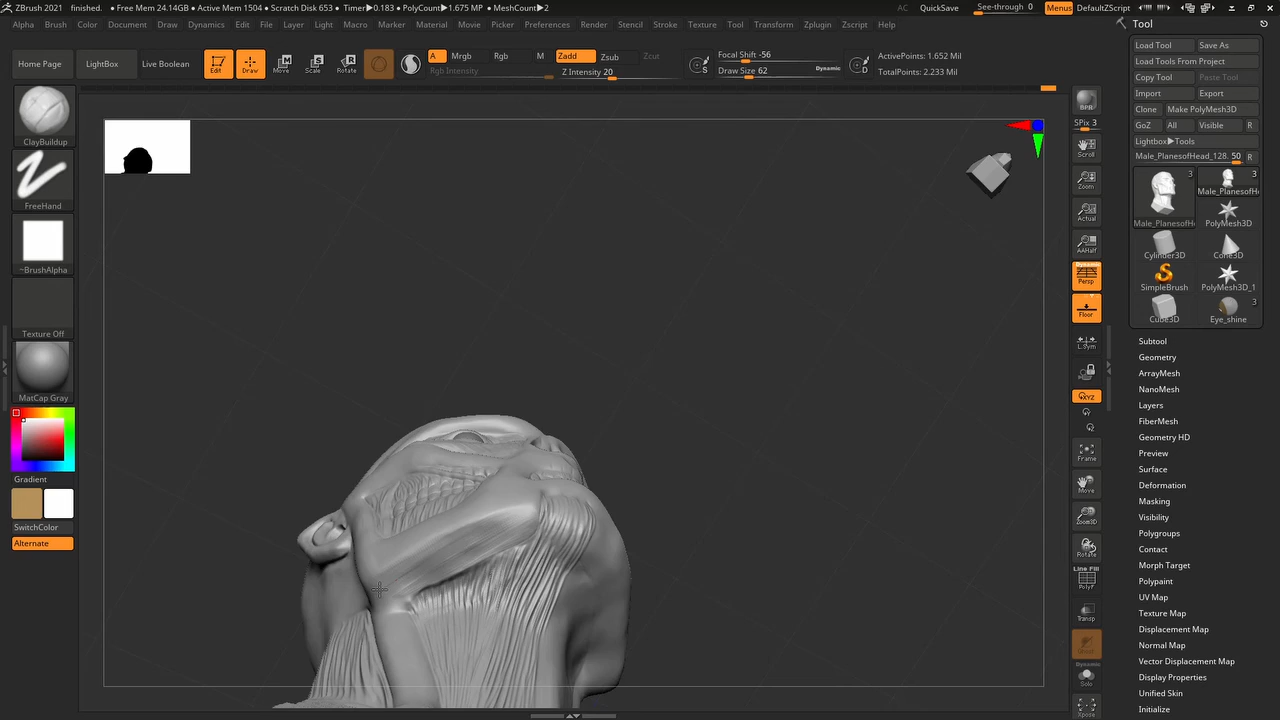 ZBrush 2021 finished. • Free Mem 24.14GB • Active Mem 1504 • Scratch Disk 653 • Timer▶0.183 • PolyCount▶1.675 MP • MeshCount▶2 AC QuickSave See-through 0 Menus DefaultZScript
Alpha Brush Color Document Draw Dynamics Edit File Layer Light Macro Marker Material Movie Picker Preferences Render Stencil Stroke Texture Tool Transform Zplugin Zscript Help
Home Page LightBox Live Boolean
Edit Draw Move Scale Rotate
A Mrgb Rgb M Zadd Zsub Zcut
Rgb Intensity Z Intensity 20
S Focal Shift -56
Draw Size 62 Dynamic
D ActivePoints: 1.652 Mil
TotalPoints: 2.233 Mil
ClayBuildup
FreeHand
~BrushAlpha
Texture Off
MatCap Gray
Gradient
SwitchColor
Alternate
BPR
SPix 3
Scroll
Zoom
Actual
AAHalf
Dynamic
Persp
Floor
L.Sym
XYZ
Frame
Move
Zoom3D
Rotate
Line Fill
PolyF
Transp
Dynamic
Solo
Xpose
Tool
Load Tool Save As
Load Tools From Project
Copy Tool Paste Tool
Import Export
Clone Make PolyMesh3D
GoZ All Visible R
Lightbox▶Tools
Male_PlanesofHead_128. 50 R
3 3
Male_PlanesofHe
Male_PlanesofH PolyMesh3D
Cylinder3D Cone3D
SimpleBrush PolyMesh3D_1
3
Cube3D Eye_shine
Subtool
Geometry
ArrayMesh
NanoMesh
Layers
FiberMesh
Geometry HD
Preview
Surface
Deformation
Masking
Visibility
Polygroups
Contact
Morph Target
Polypaint
UV Map
Texture Map
Displacement Map
Normal Map
Vector Displacement Map
Display Properties
Unified Skin
Initialize